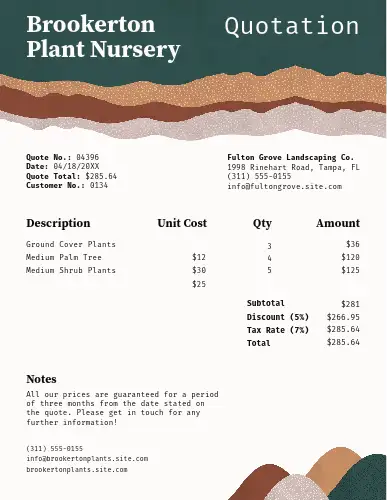 Brookerton
Plant Nursery
Quotation
Quote No.: 04396
Date: 04/18/20XX
Quote Total: $285.64
Customer No.: 0134
Fulton Grove Landscaping Co.
1998 Rinehart Road, Tampa, FL
(311) 555-0155
info@fultongrove.site.com
Description Unit Cost Qty Amount
Ground Cover Plants 3 $36
Medium Palm Tree $12 4 $120
Medium Shrub Plants $30 5 $125
$25
Subtotal $281
Discount (5%) $266.95
Tax Rate (7%) $285.64
Total $285.64
Notes
All our prices are guaranteed for a period
of three months from the date stated on
the quote. Please get in touch for any
further information!
(311) 555-0155
info@brookertonplants.site.com
brookertonplants.site.com